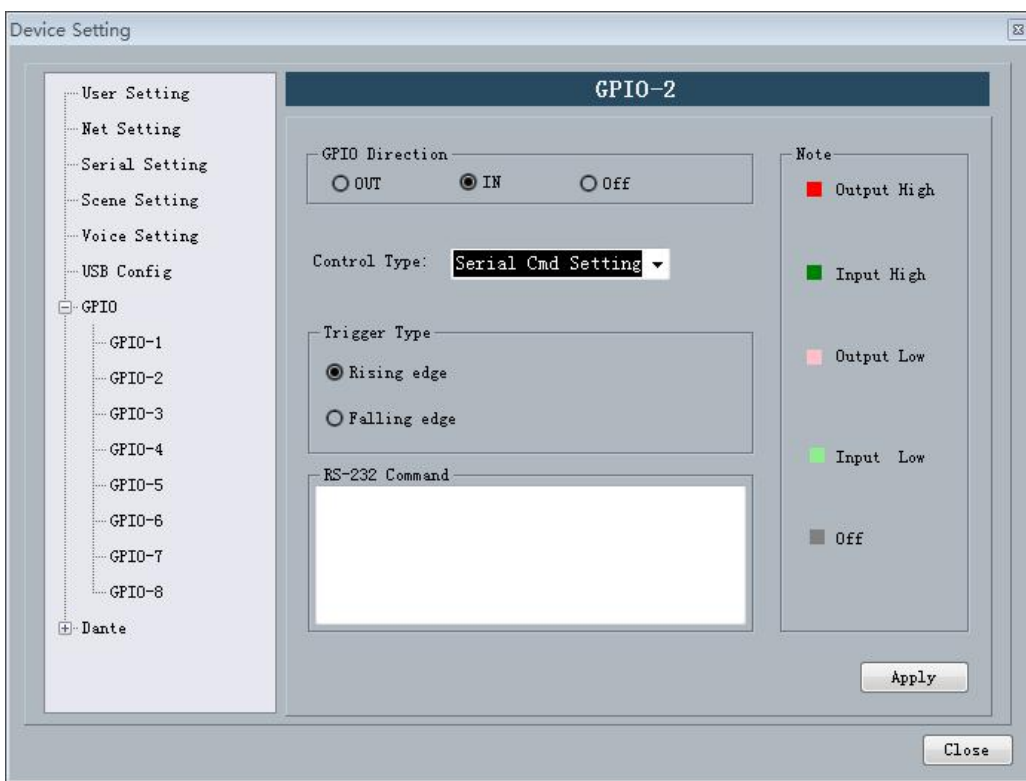 Device Setting
User Setting
Net Setting
Serial Setting
Scene Setting
Voice Setting
USB Config
GPIO
GPIO-1
GPIO-2
GPIO-3
GPIO-4
GPIO-5
GPIO-6
GPIO-7
GPIO-8
Dante
GPIO-2
GPIO Direction
OUT IN Off
Control Type: Serial Cmd Setting
Trigger Type
Rising edge
Falling edge
RS-232 Command
Note
Output High
Input High
Output Low
Input Low
Off
Apply
Close